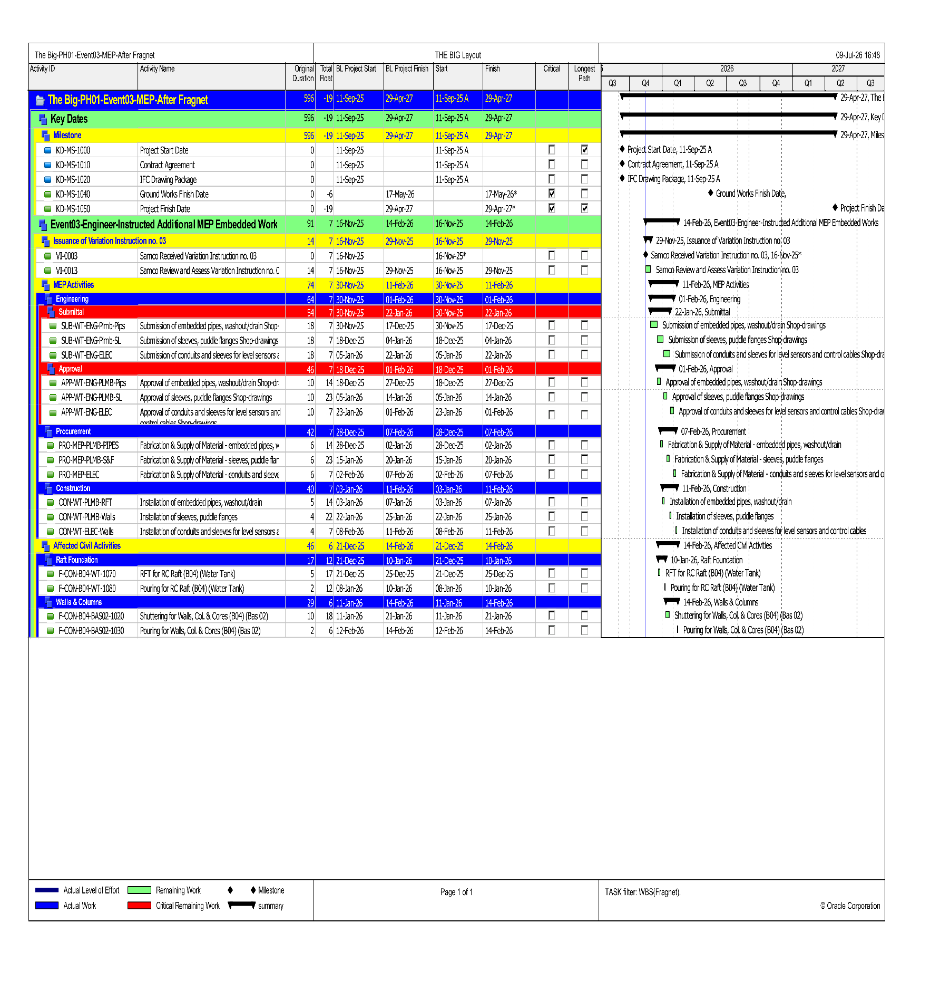 The Big-PH01-Event03-MEP-After Fragnet THE BIG Layout 09-Jul-26 16:48
Activity ID Activity Name Original Duration Total Float BL Project Start BL Project Finish Start Finish Critical Longest Path
2026 2027
Q3 Q4 Q1 Q2 Q3 Q4 Q1 Q2 Q3
The Big-PH01-Event03-MEP-After Fragnet 596 -19 11-Sep-25 29-Apr-27 11-Sep-25 A 29-Apr-27 29-Apr-27, The
Key Dates 596 -19 11-Sep-25 29-Apr-27 11-Sep-25 A 29-Apr-27 29-Apr-27, Key
Milestone 596 -19 11-Sep-25 29-Apr-27 11-Sep-25 A 29-Apr-27 29-Apr-27, Miles
KD-MS-1000 Project Start Date 0 11-Sep-25 11-Sep-25 A Project Start Date, 11-Sep-25 A
KD-MS-1010 Contract Agreement 0 11-Sep-25 11-Sep-25 A Contract Agreement, 11-Sep-25 A
KD-MS-1020 IFC Drawing Package 0 11-Sep-25 11-Sep-25 A IFC Drawing Package, 11-Sep-25 A
KD-MS-1040 Ground Works Finish Date 0 -6 17-May-26 17-May-26* Ground Works Finish Date,
KD-MS-1050 Project Finish Date 0 -19 29-Apr-27 29-Apr-27* Project Finish Da
Event03-Engineer-Instructed Additional MEP Embedded Work 91 7 16-Nov-25 14-Feb-26 16-Nov-25 14-Feb-26 14-Feb-26, Event03-Engineer-Instructed Additional MEP Embedded Works
Issuance of Variation Instruction no. 03 14 7 16-Nov-25 29-Nov-25 16-Nov-25 29-Nov-25 29-Nov-25, Issuance of Variation Instruction no. 03
VI-0003 Samco Received Variation Instruction no. 03 0 7 16-Nov-25 16-Nov-25* Samco Received Variation Instruction no. 03, 16-Nov-25*
VI-0013 Samco Review and Assess Variation Instruction no. 0 14 7 16-Nov-25 29-Nov-25 16-Nov-25 29-Nov-25 Samco Review and Assess Variation Instruction no. 03
MEP Activities 74 7 30-Nov-25 11-Feb-26 30-Nov-25 11-Feb-26 11-Feb-26, MEP Activities
Engineering 64 7 30-Nov-25 01-Feb-26 30-Nov-25 01-Feb-26 01-Feb-26, Engineering
Submittal 54 7 30-Nov-25 22-Jan-26 30-Nov-25 22-Jan-26 22-Jan-26, Submittal
SUB-WT-ENG-Plmb-Pips Submission of embedded pipes, washout/drain Shop- 18 7 30-Nov-25 17-Dec-25 30-Nov-25 17-Dec-25 Submission of embedded pipes, washout/drain Shop-drawings
SUB-WT-ENG-Plmb-SL Submission of sleeves, puddle flanges Shop-drawings 18 7 18-Dec-25 04-Jan-26 18-Dec-25 04-Jan-26 Submission of sleeves, puddle flanges Shop-drawings
SUB-WT-ENG-ELEC Submission of conduits and sleeves for level sensors a 18 7 05-Jan-26 22-Jan-26 05-Jan-26 22-Jan-26 Submission of conduits and sleeves for level sensors and control cables Shop-dra
Approval 46 7 18-Dec-25 01-Feb-26 18-Dec-25 01-Feb-26 01-Feb-26, Approval
APP-WT-ENG-PLMB-Pips Approval of embedded pipes, washout/drain Shop-dr 10 14 18-Dec-25 27-Dec-25 18-Dec-25 27-Dec-25 Approval of embedded pipes, washout/drain Shop-drawings
APP-WT-ENG-PLMB-SL Approval of sleeves, puddle flanges Shop-drawings 10 23 05-Jan-26 14-Jan-26 05-Jan-26 14-Jan-26 Approval of sleeves, puddle flanges Shop-drawings
APP-WT-ENG-ELEC Approval of conduits and sleeves for level sensors and 10 7 23-Jan-26 01-Feb-26 23-Jan-26 01-Feb-26 Approval of conduits and sleeves for level sensors and control cables Shop-draw
control cables Shop-drawings
Procurement 42 7 28-Dec-25 07-Feb-26 28-Dec-25 07-Feb-26 07-Feb-26, Procurement
PRO-MEP-PLMB-PIPES Fabrication & Supply of Material - embedded pipes, w 6 14 28-Dec-25 02-Jan-26 28-Dec-25 02-Jan-26 Fabrication & Supply of Material - embedded pipes, washout/drain
PRO-MEP-PLMB-S&F Fabrication & Supply of Material - sleeves, puddle flan 6 23 15-Jan-26 20-Jan-26 15-Jan-26 20-Jan-26 Fabrication & Supply of Material - sleeves, puddle flanges
PRO-MEP-ELEC Fabrication & Supply of Material - conduits and sleeve 6 7 02-Feb-26 07-Feb-26 02-Feb-26 07-Feb-26 Fabrication & Supply of Material - conduits and sleeves for level sensors and c
Construction 40 7 03-Jan-26 11-Feb-26 03-Jan-26 11-Feb-26 11-Feb-26, Construction
CON-WT-PLMB-RFT Installation of embedded pipes, washout/drain 5 14 03-Jan-26 07-Jan-26 03-Jan-26 07-Jan-26 Installation of embedded pipes, washout/drain
CON-WT-PLMB-Walls Installation of sleeves, puddle flanges 4 22 22-Jan-26 25-Jan-26 22-Jan-26 25-Jan-26 Installation of sleeves, puddle flanges
CON-WT-ELEC-Walls Installation of conduits and sleeves for level sensors a 4 7 08-Feb-26 11-Feb-26 08-Feb-26 11-Feb-26 Installation of conduits and sleeves for level sensors and control cables
Affected Civil Activities 46 6 21-Dec-25 14-Feb-26 21-Dec-25 14-Feb-26 14-Feb-26, Affected Civil Activities
Raft Foundation 17 12 21-Dec-25 10-Jan-26 21-Dec-25 10-Jan-26 10-Jan-26, Raft Foundation
F-CON-B04-WT-1070 RFT for RC Raft (B04) (Water Tank) 5 17 21-Dec-25 25-Dec-25 21-Dec-25 25-Dec-25 RFT for RC Raft (B04) (Water Tank)
F-CON-B04-WT-1080 Pouring for RC Raft (B04) (Water Tank) 2 12 08-Jan-26 10-Jan-26 08-Jan-26 10-Jan-26 Pouring for RC Raft (B04) (Water Tank)
Walls & Columns 29 6 11-Jan-26 14-Feb-26 11-Jan-26 14-Feb-26 14-Feb-26, Walls & Columns
F-CON-B04-BAS02-1020 Shuttering for Walls, Col. & Cores (B04) (Bas 02) 10 18 11-Jan-26 21-Jan-26 11-Jan-26 21-Jan-26 Shuttering for Walls, Col. & Cores (B04) (Bas 02)
F-CON-B04-BAS02-1030 Pouring for Walls, Col. & Cores (B04) (Bas 02) 2 6 12-Feb-26 14-Feb-26 12-Feb-26 14-Feb-26 Pouring for Walls, Col. & Cores (B04) (Bas 02)
Actual Level of Effort Remaining Work Milestone Page 1 of 1 TASK filter: WBS(Fragnet).
Actual Work Critical Remaining Work summary © Oracle Corporation